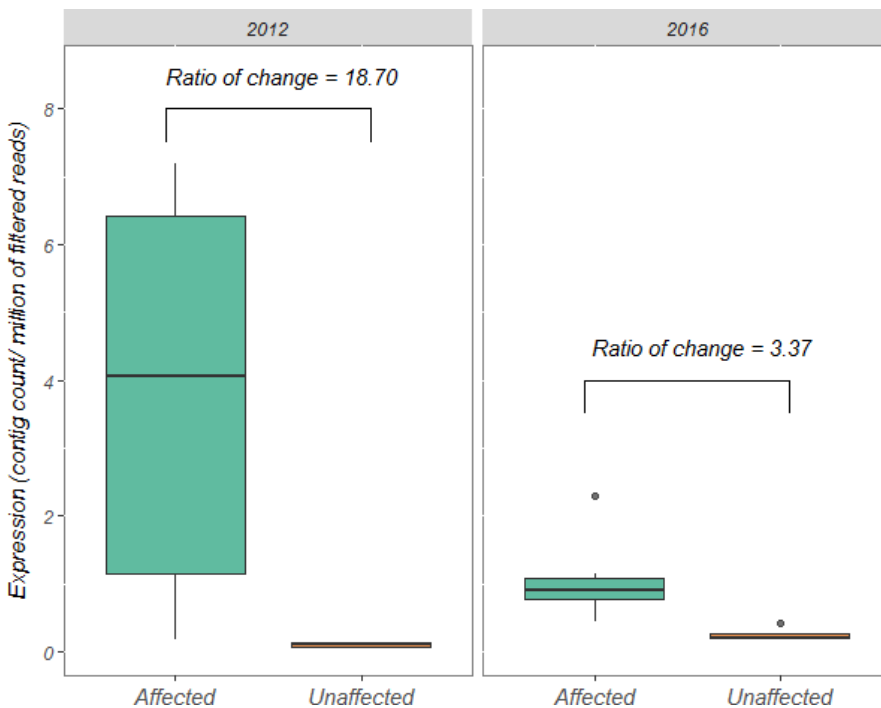 2012
2016
Expression (contig count/ million of filtered reads)
8
6
4
2
0
Ratio of change = 18.70
Ratio of change = 3.37
Affected
Unaffected
Affected
Unaffected